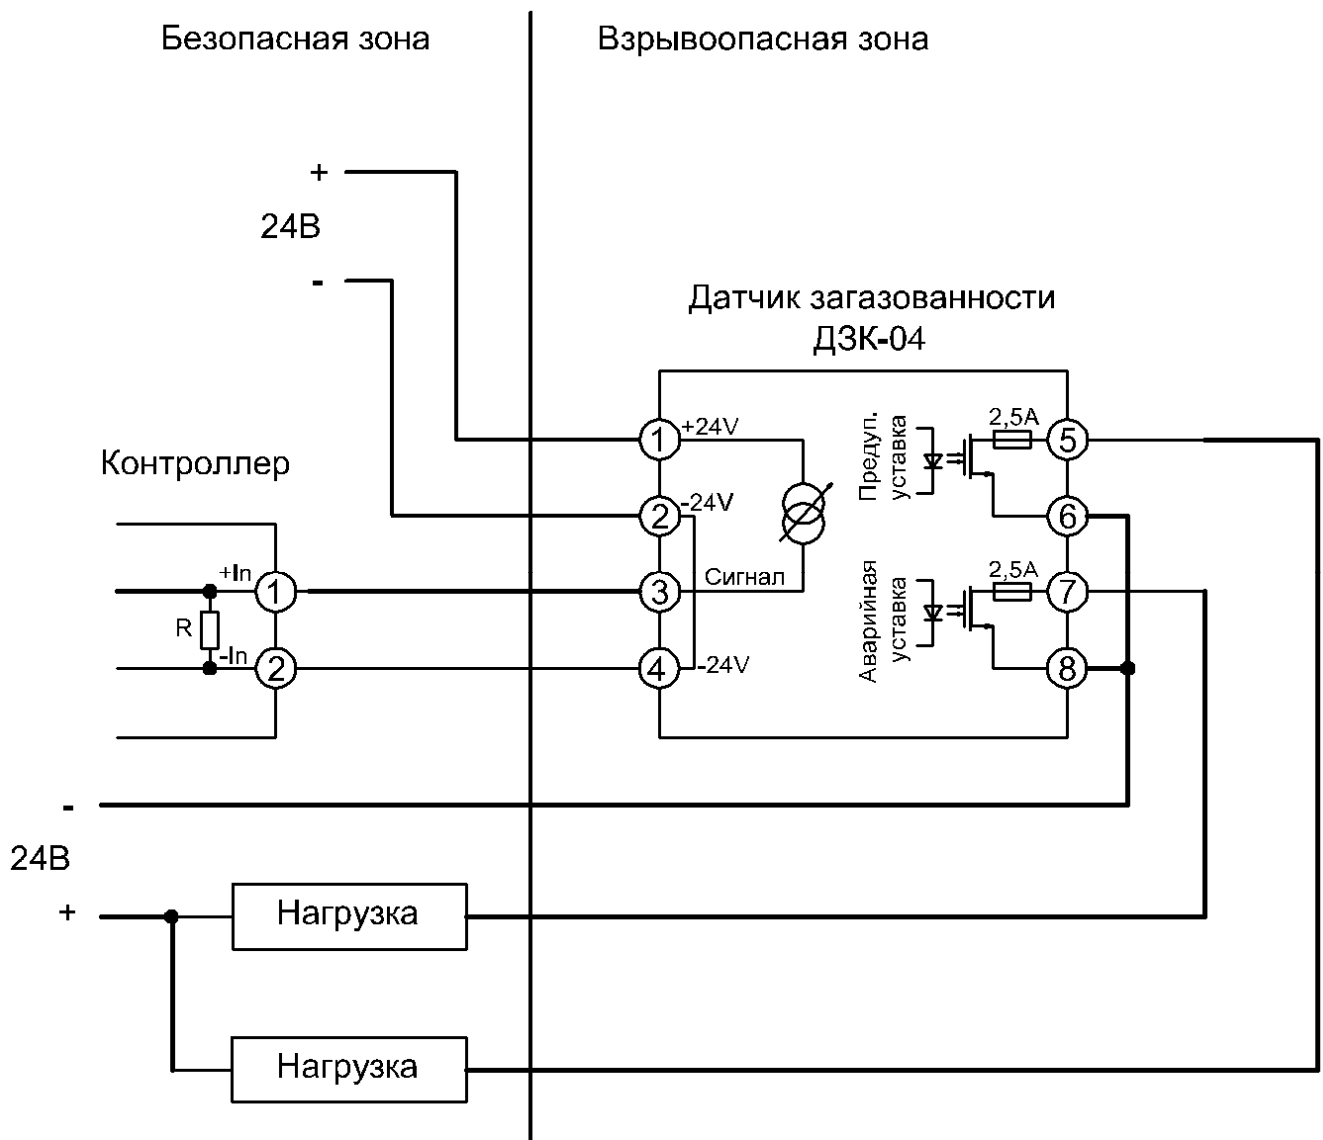 Безопасная зона
Взрывоопасная зона
+
24В
-
Датчик загазованности
ДЗК-04
Контроллер
+In
1
R
-In
2
1
+24V
2
-24V
3
Сигнал
4
-24V
Предуп.
уставка
2,5А
5
6
Аварийная
уставка
2,5А
7
8
-
24В
+
Нагрузка
Нагрузка